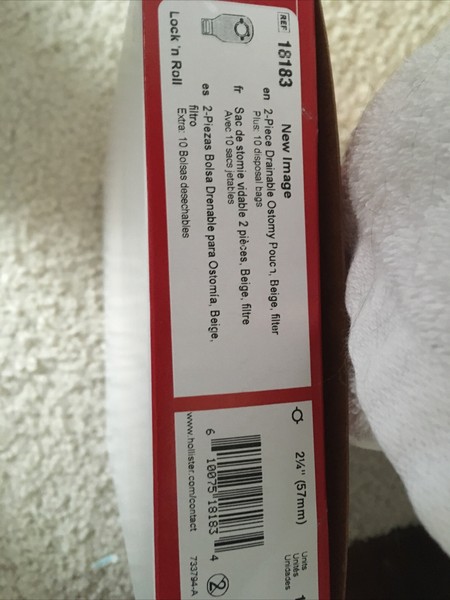 REF 18183
New Image
en 2-Piece Drainable Ostomy Pouch, Beige, filter
Plus: 10 disposal bags
fr Sac de stomie vidable 2 pièces, Beige, filtre
Avec 10 sacs jetables
es 2-Piezas Bolsa Drenable para Ostomía, Beige,
filtro
Extra: 10 Bolsas desechables
Lock 'n Roll
2¼" (57mm)
Units
Unités
Unidades
6 10075 18183 4
2
www.hollister.com/contact
733794-A